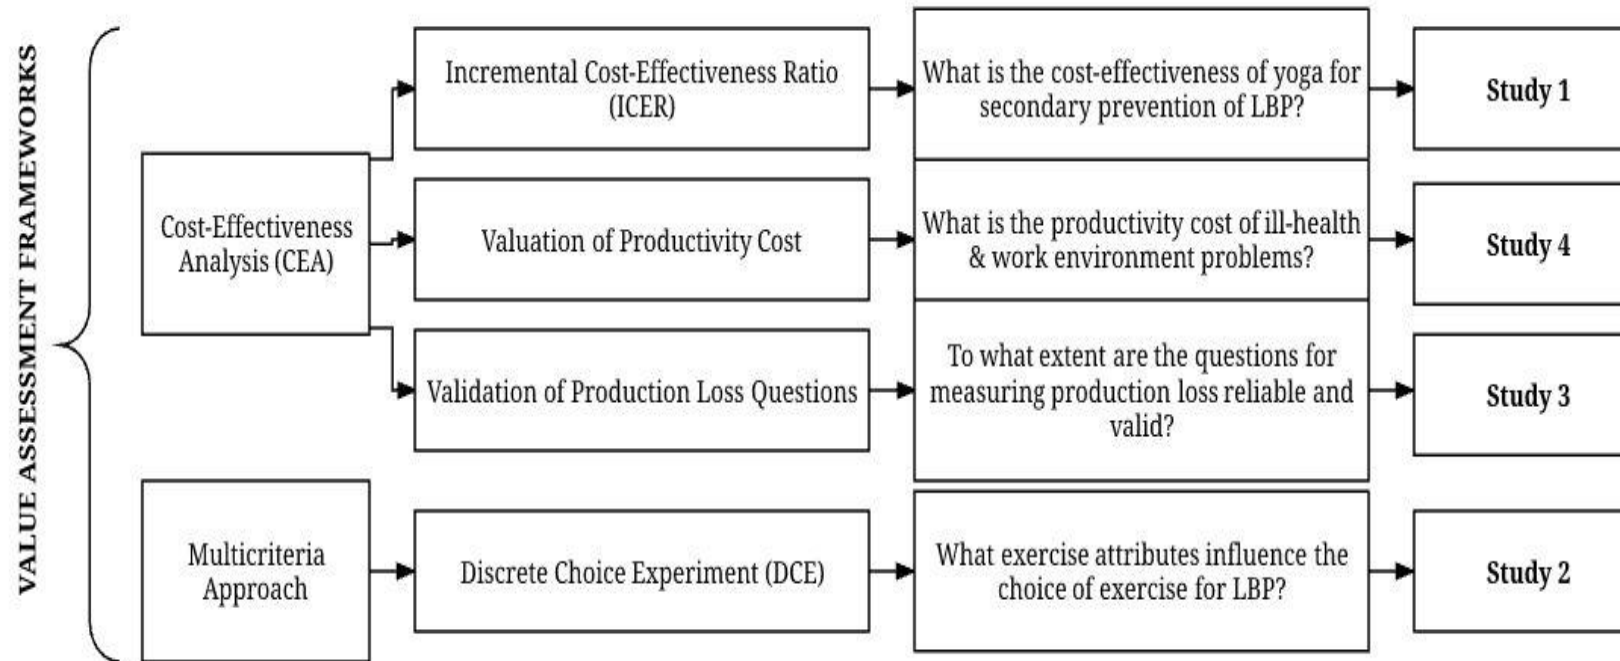 VALUE ASSESSMENT FRAMEWORKS
Cost-Effectiveness
Analysis (CEA)
Incremental Cost-Effectiveness Ratio
(ICER)
What is the cost-effectiveness of yoga for
secondary prevention of LBP?
Study 1
Valuation of Productivity Cost
What is the productivity cost of ill-health
& work environment problems?
Study 4
Validation of Production Loss Questions
To what extent are the questions for
measuring production loss reliable and
valid?
Study 3
Multicriteria
Approach
Discrete Choice Experiment (DCE)
What exercise attributes influence the
choice of exercise for LBP?
Study 2